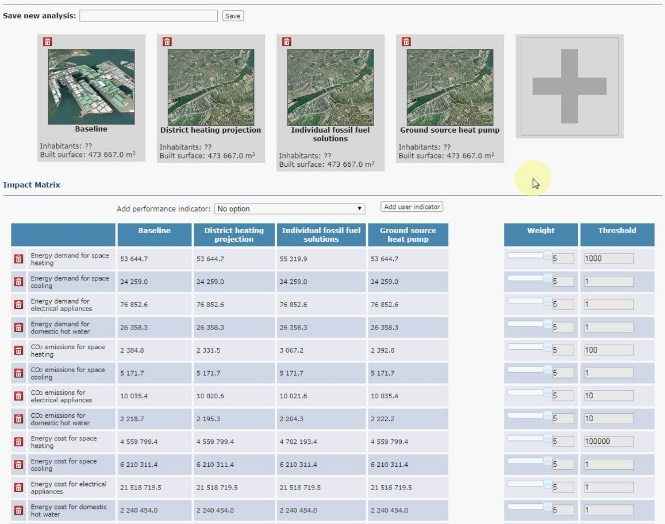 Save new analysis: Save
Baseline
Inhabitants: ??
Built surface: 473 667.0 m²
District heating projection
Inhabitants: ??
Built surface: 473 667.0 m²
Individual fossil fuel
solutions
Inhabitants: ??
Built surface: 473 667.0 m²
Ground source heat pump
Inhabitants: ??
Built surface: 473 667.0 m²
Impact Matrix
Add performance indicator: No option Add user indicator
Baseline District heating projection Individual fossil fuel solutions Ground source heat pump Weight Threshold
Energy demand for space
heating 53 644.7 53 644.7 55 319.9 53 644.7 5 1000
Energy demand for space
cooling 24 259.0 24 259.0 24 259.0 24 259.0 5 1
Energy demand for
electrical appliances 76 852.6 76 852.6 76 852.6 76 852.6 5 1
Energy demand for
domestic hot water 26 358.3 26 358.3 26 358.3 26 358.3 5 1
CO₂ emissions for space
heating 2 384.8 2 331.5 3 067.2 2 392.8 5 100
CO₂ emissions for space
cooling 5 171.7 5 171.7 5 171.7 5 171.7 5 1
CO₂ emissions for
electrical appliances 10 035.4 10 020.6 10 021.6 10 035.4 5 10
CO₂ emissions for
domestic hot water 2 218.7 2 195.3 2 204.3 2 222.2 5 10
Energy cost for space
heating 4 559 799.4 4 559 799.4 4 702 193.4 4 559 799.4 5 100000
Energy cost for space
cooling 6 210 311.4 6 210 311.4 6 210 311.4 6 210 311.4 5 1
Energy cost for electrical
appliances 21 518 719.5 21 518 719.5 21 518 719.5 21 518 719.5 5 1
Energy cost for domestic
hot water 2 240 454.0 2 240 454.0 2 240 454.0 2 240 454.0 5 1